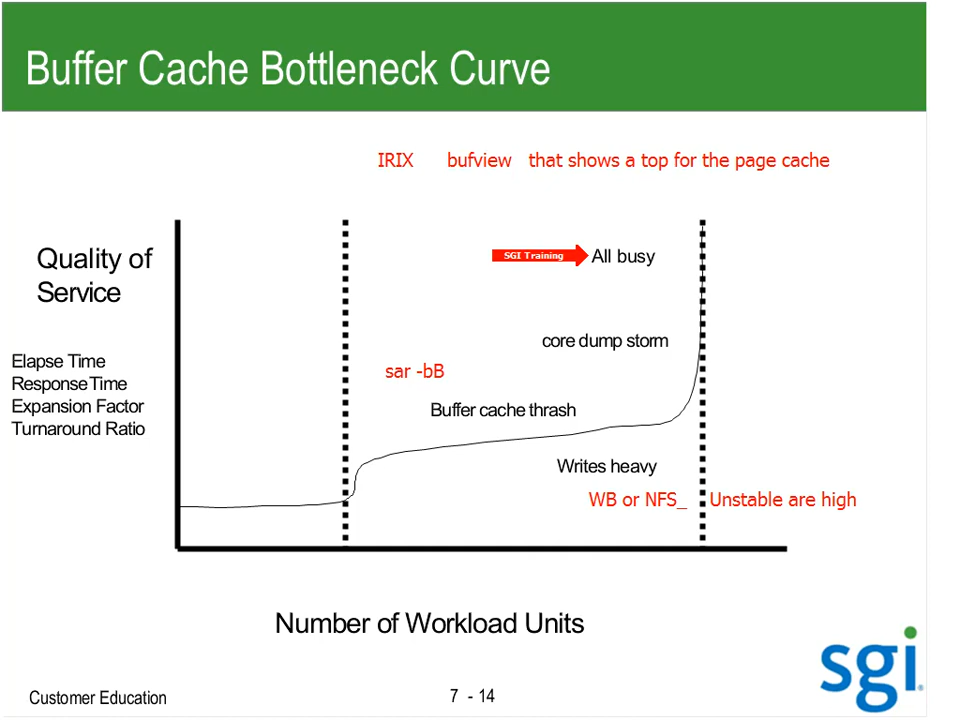 Buffer Cache Bottleneck Curve
IRIX bufview that shows a top for the page cache
Quality of
Service
SGI Training
All busy
core dump storm
Elapse Time
Response Time
Expansion Factor
Turnaround Ratio
sar -bB
Buffer cache thrash
Writes heavy
WB or NFS_ Unstable are high
Number of Workload Units
sgi
Customer Education
7 - 14